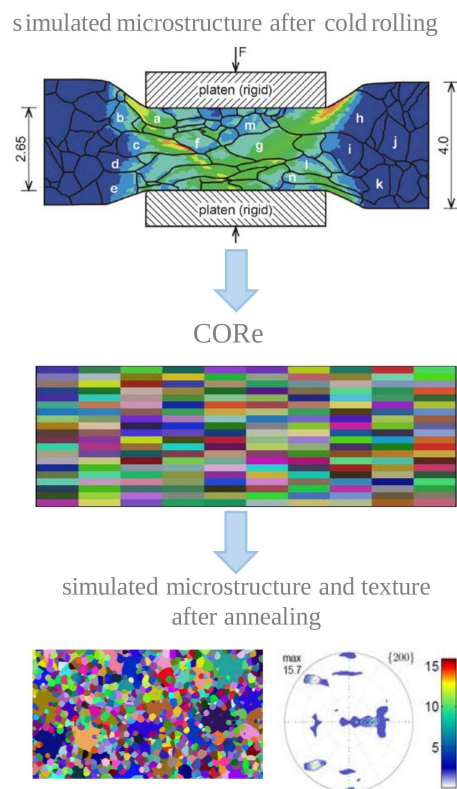 simulated microstructure after cold rolling
F
platen (rigid)
b
a
h
m
2.65
c
f
g
i
j
4.0
d
l
e
n
k
platen (rigid)
CORe
simulated microstructure and texture
after annealing
max
15.7
{200}
15
10
5